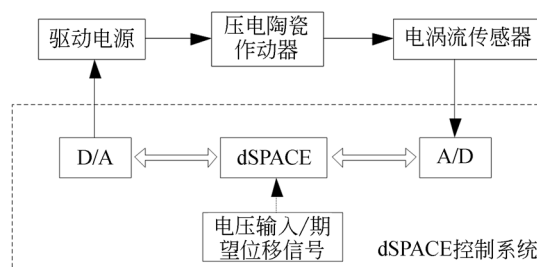 驱动电源
压电陶瓷
作动器
电涡流传感器
D/A
dSPACE
A/D
电压输入/期
望位移信号
dSPACE控制系统